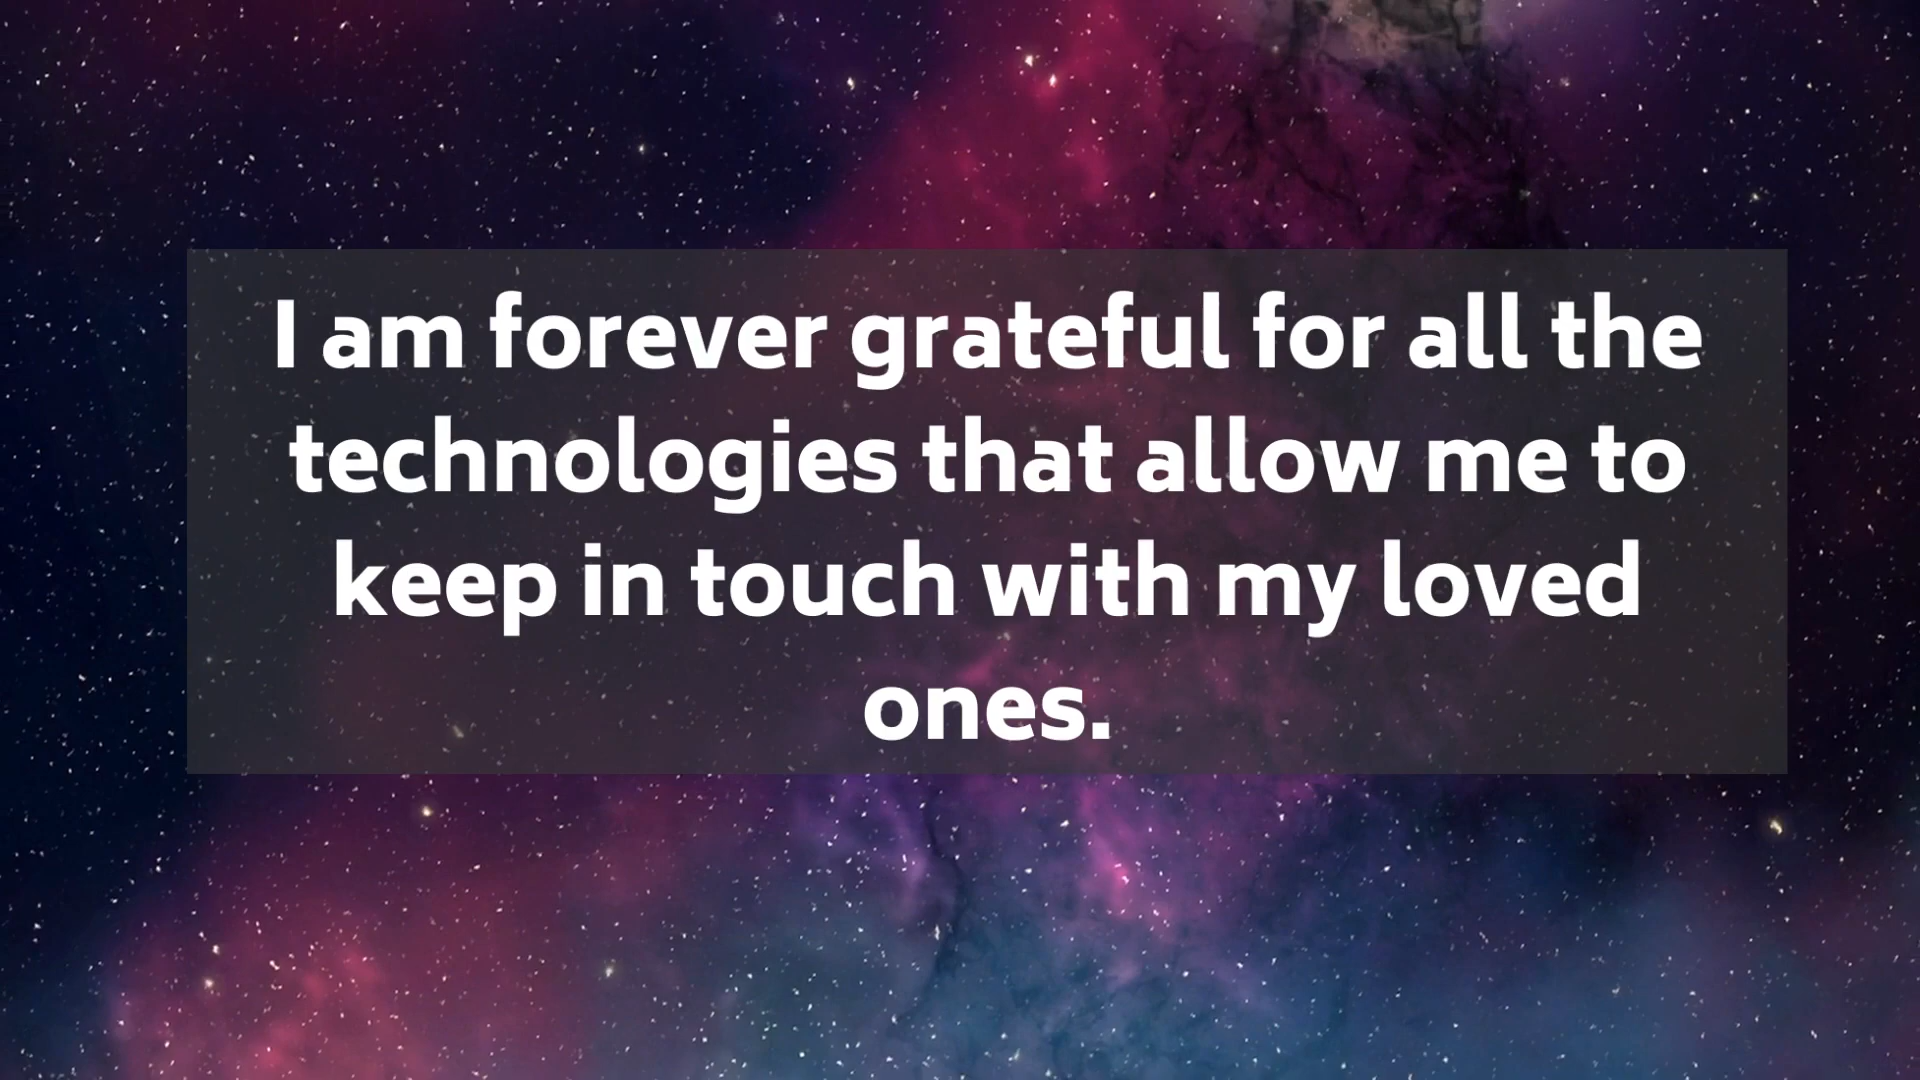 I am forever grateful for all the
technologies that allow me to
keep in touch with my loved
ones.